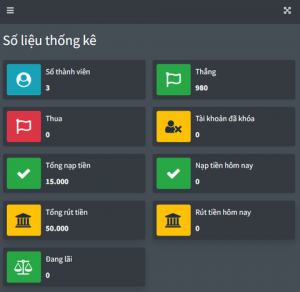 Số liệu thống kê
Số thành viên
3
Thắng
980
Thua
0
Tài khoản đã khóa
0
Tổng nạp tiền
15.000
Nạp tiền hôm nay
0
Tổng rút tiền
50.000
Rút tiền hôm nay
0
Đang lãi
0